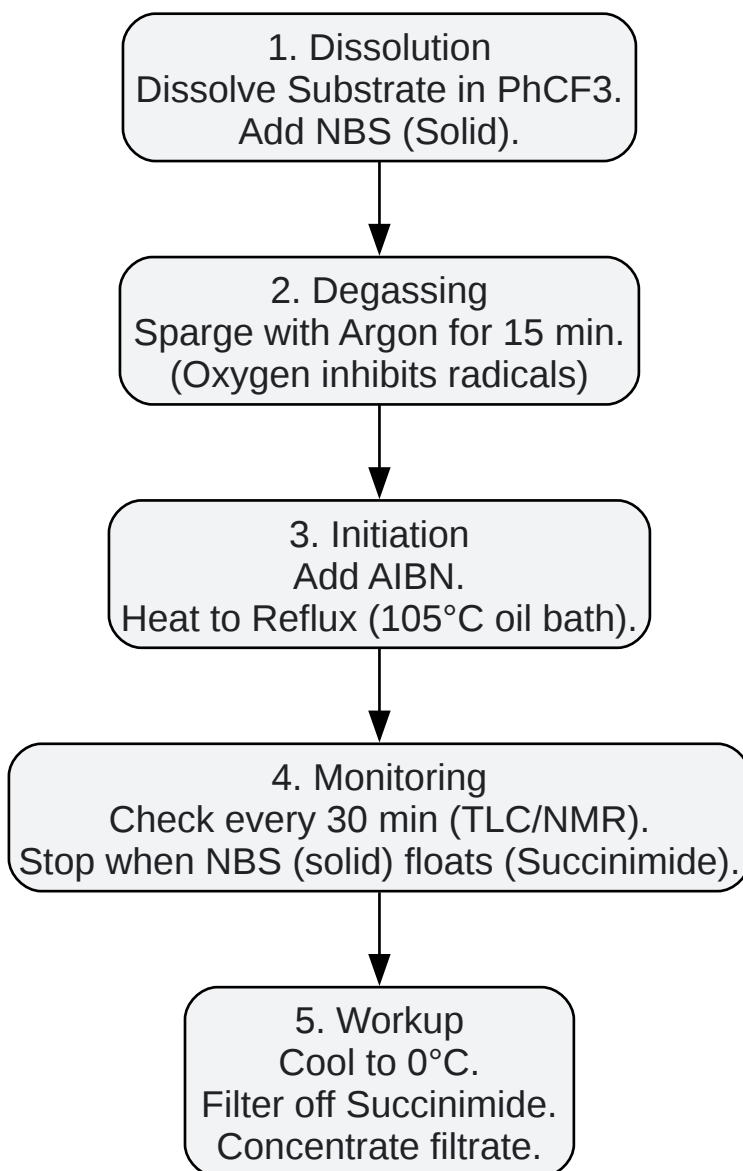 1. Dissolution
Dissolve Substrate in PhCF3.
Add NBS (Solid).
2. Degassing
Sparge with Argon for 15 min.
(Oxygen inhibits radicals)
3. Initiation
Add AIBN.
Heat to Reflux (105°C oil bath).
4. Monitoring
Check every 30 min (TLC/NMR).
Stop when NBS (solid) floats (Succinimide).
5. Workup
Cool to 0°C.
Filter off Succinimide.
Concentrate filtrate.